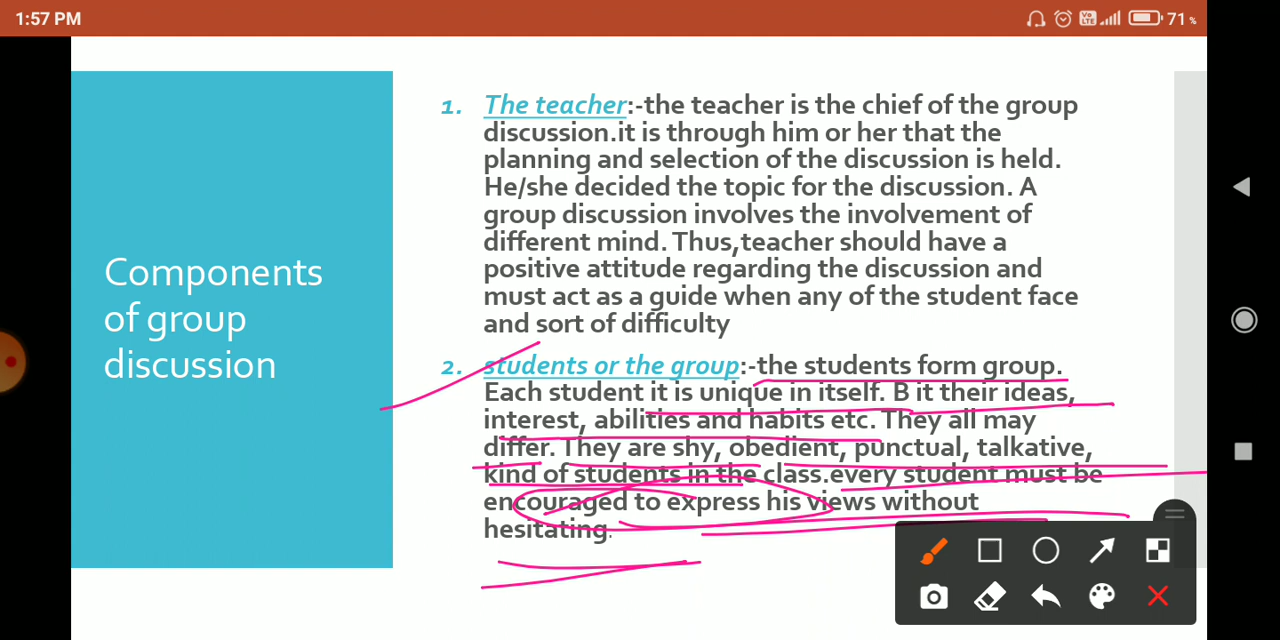 1:57 PM
Vo
LTE
71%
Components
of group
discussion
1. The teacher:-the teacher is the chief of the group
discussion.it is through him or her that the
planning and selection of the discussion is held.
He/she decided the topic for the discussion. A
group discussion involves the involvement of
different mind. Thus,teacher should have a
positive attitude regarding the discussion and
must act as a guide when any of the student face
and sort of difficulty
2. students or the group:-the students form group.
Each student it is unique in itself. B it their ideas,
interest, abilities and habits etc. They all may
differ. They are shy, obedient, punctual, talkative,
kind of students in the class.every student must be
encouraged to express his views without
hesitating.